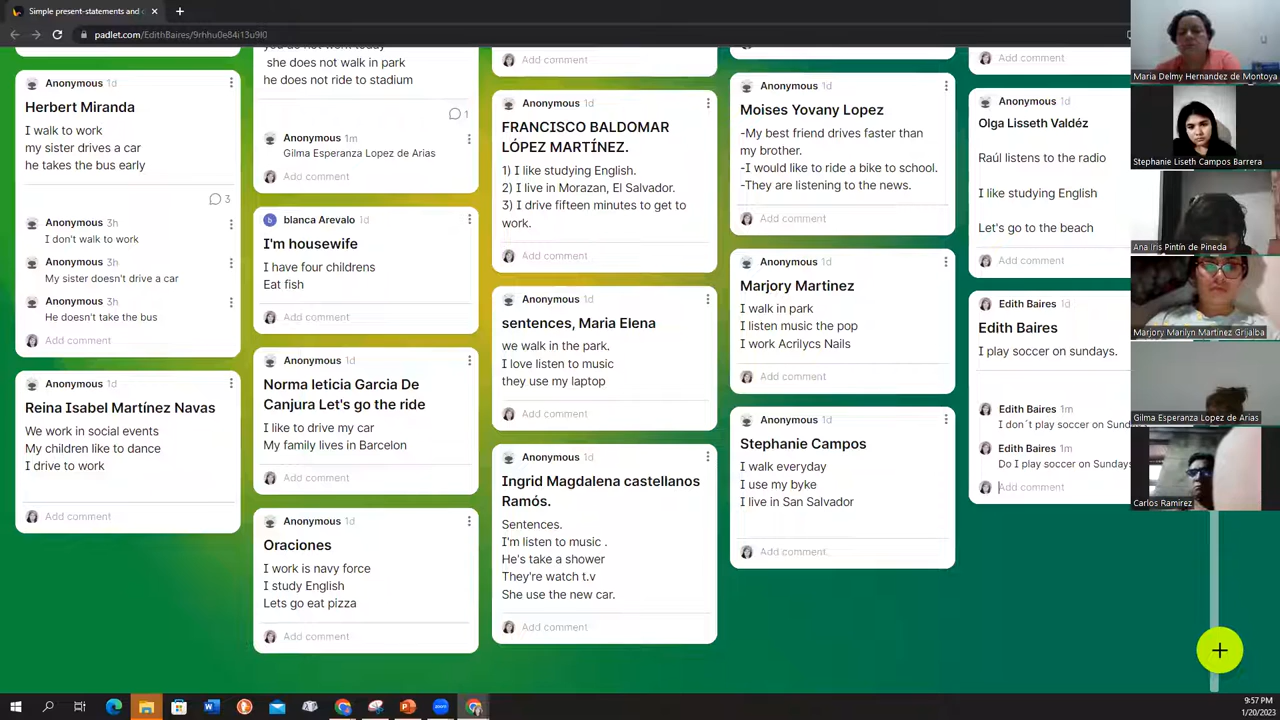 Simple present-statements and
padlet.com/EdithBaires/9rhhu0e84i13u9l0
Anonymous 1d
Herbert Miranda
I walk to work
my sister drives a car
he takes the bus early
3
Anonymous 3h
I don't walk to work
Anonymous 3h
My sister doesn't drive a car
Anonymous 3h
He doesn't take the bus
Add comment
Anonymous 1d
Reina Isabel Martínez Navas
We work in social events
My children like to dance
I drive to work
Add comment
you do not work today
she does not walk in park
he does not ride to stadium
1
Anonymous 1m
Gilma Esperanza Lopez de Arias
Add comment
blanca Arevalo 1d
I'm housewife
I have four childrens
Eat fish
Add comment
Anonymous 1d
Norma leticia Garcia De
Canjura Let's go the ride
I like to drive my car
My family lives in Barcelon
Add comment
Anonymous 1d
Oraciones
I work is navy force
I study English
Lets go eat pizza
Add comment
Add comment
Anonymous 1d
FRANCISCO BALDOMAR
LÓPEZ MARTÍNEZ.
1) I like studying English.
2) I live in Morazan, El Salvador.
3) I drive fifteen minutes to get to
work.
Add comment
Anonymous 1d
sentences, Maria Elena
we walk in the park.
I love listen to music
they use my laptop
Add comment
Anonymous 1d
Ingrid Magdalena castellanos
Ramós.
Sentences.
I'm listen to music .
He's take a shower
They're watch t.v
She use the new car.
Add comment
Anonymous 1d
Moises Yovany Lopez
-My best friend drives faster than
my brother.
-I would like to ride a bike to school.
-They are listening to the news.
Add comment
Anonymous 1d
Marjory Martinez
I walk in park
I listen music the pop
I work Acrilycs Nails
Add comment
Anonymous 1d
Stephanie Campos
I walk everyday
I use my byke
I live in San Salvador
Add comment
Add comment
Anonymous 1d
Olga Lisseth Valdéz
Raúl listens to the radio
I like studying English
Let's go to the beach
Add comment
Edith Baires 1d
Edith Baires
I play soccer on sundays.
Edith Baires 1m
I don´t play soccer on Sund
Edith Baires 1m
Do I play soccer on Sundays
Add comment
Maria Delmy Hernandez de Montoya
Stephanie Liseth Campos Barrera
Ana Iris Pintín de Pineda
Marjory Marilyn Martinez Grijalba
Gilma Esperanza Lopez de Arias
Carlos Ramirez
9:57 PM
1/20/2023